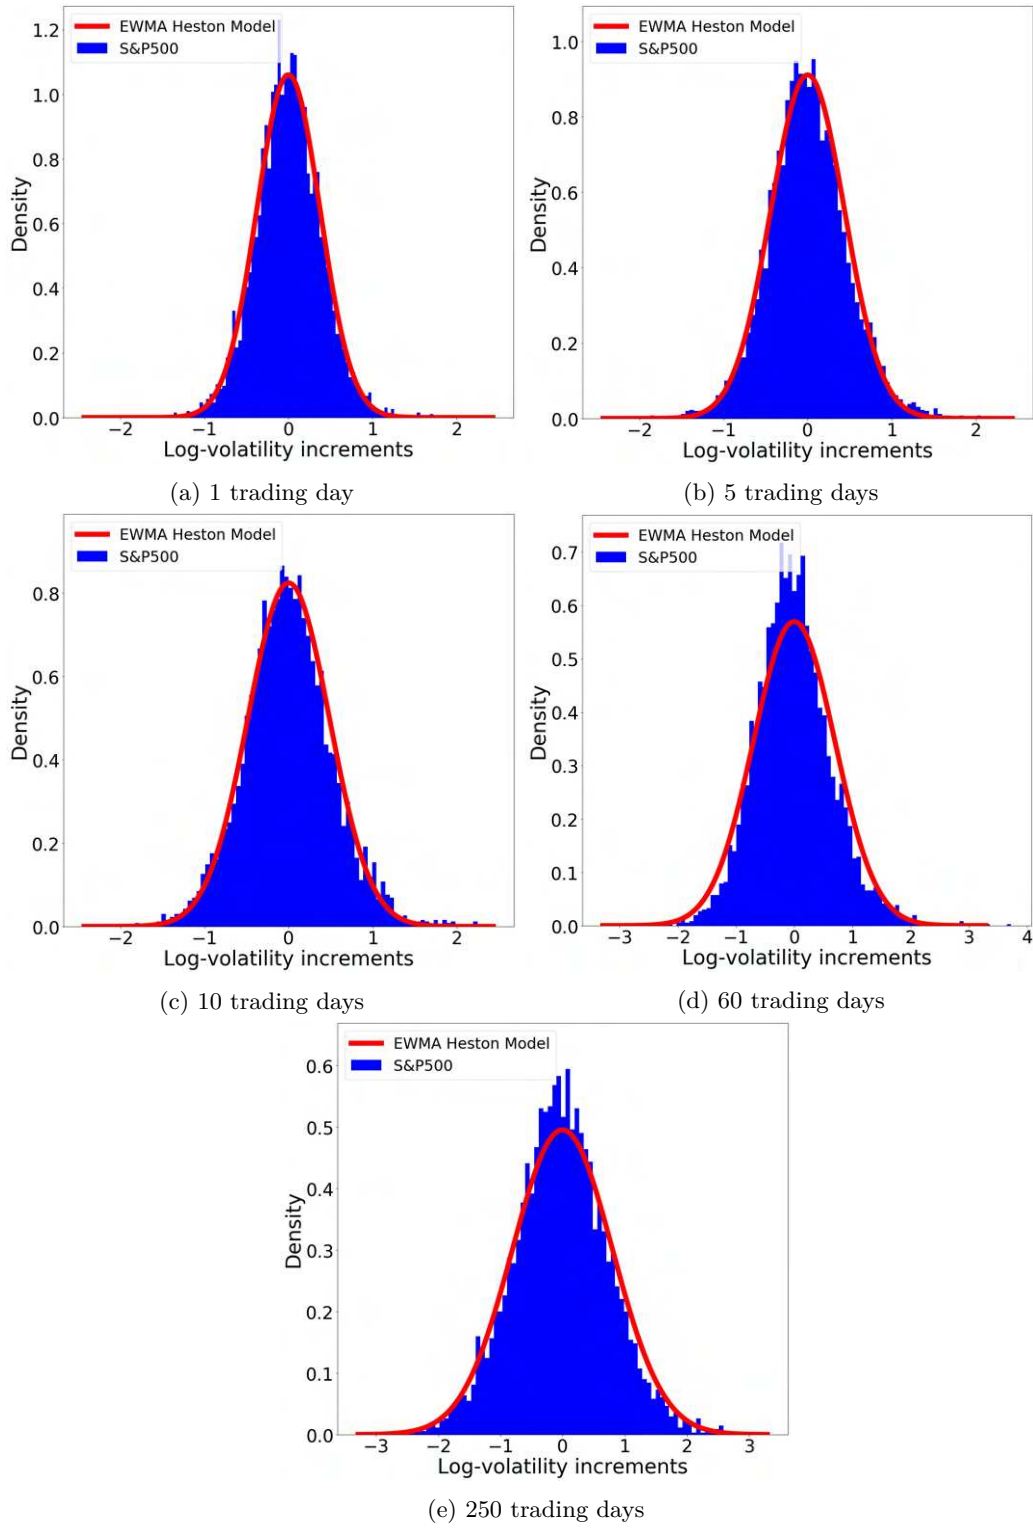 EWMA Heston Model
S&P500
1.2
1.0
0.8
0.6
0.4
0.2
0.0
Density
−2 −1 0 1 2
Log-volatility increments
(a) 1 trading day
EWMA Heston Model
S&P500
1.0
0.8
0.6
0.4
0.2
0.0
Density
−2 −1 0 1 2
Log-volatility increments
(b) 5 trading days
EWMA Heston Model
S&P500
0.8
0.6
0.4
0.2
0.0
Density
−2 −1 0 1 2
Log-volatility increments
(c) 10 trading days
EWMA Heston Model
S&P500
0.7
0.6
0.5
0.4
0.3
0.2
0.1
0.0
Density
−3 −2 −1 0 1 2 3 4
Log-volatility increments
(d) 60 trading days
EWMA Heston Model
S&P500
0.6
0.5
0.4
0.3
0.2
0.1
0.0
Density
−3 −2 −1 0 1 2 3
Log-volatility increments
(e) 250 trading days